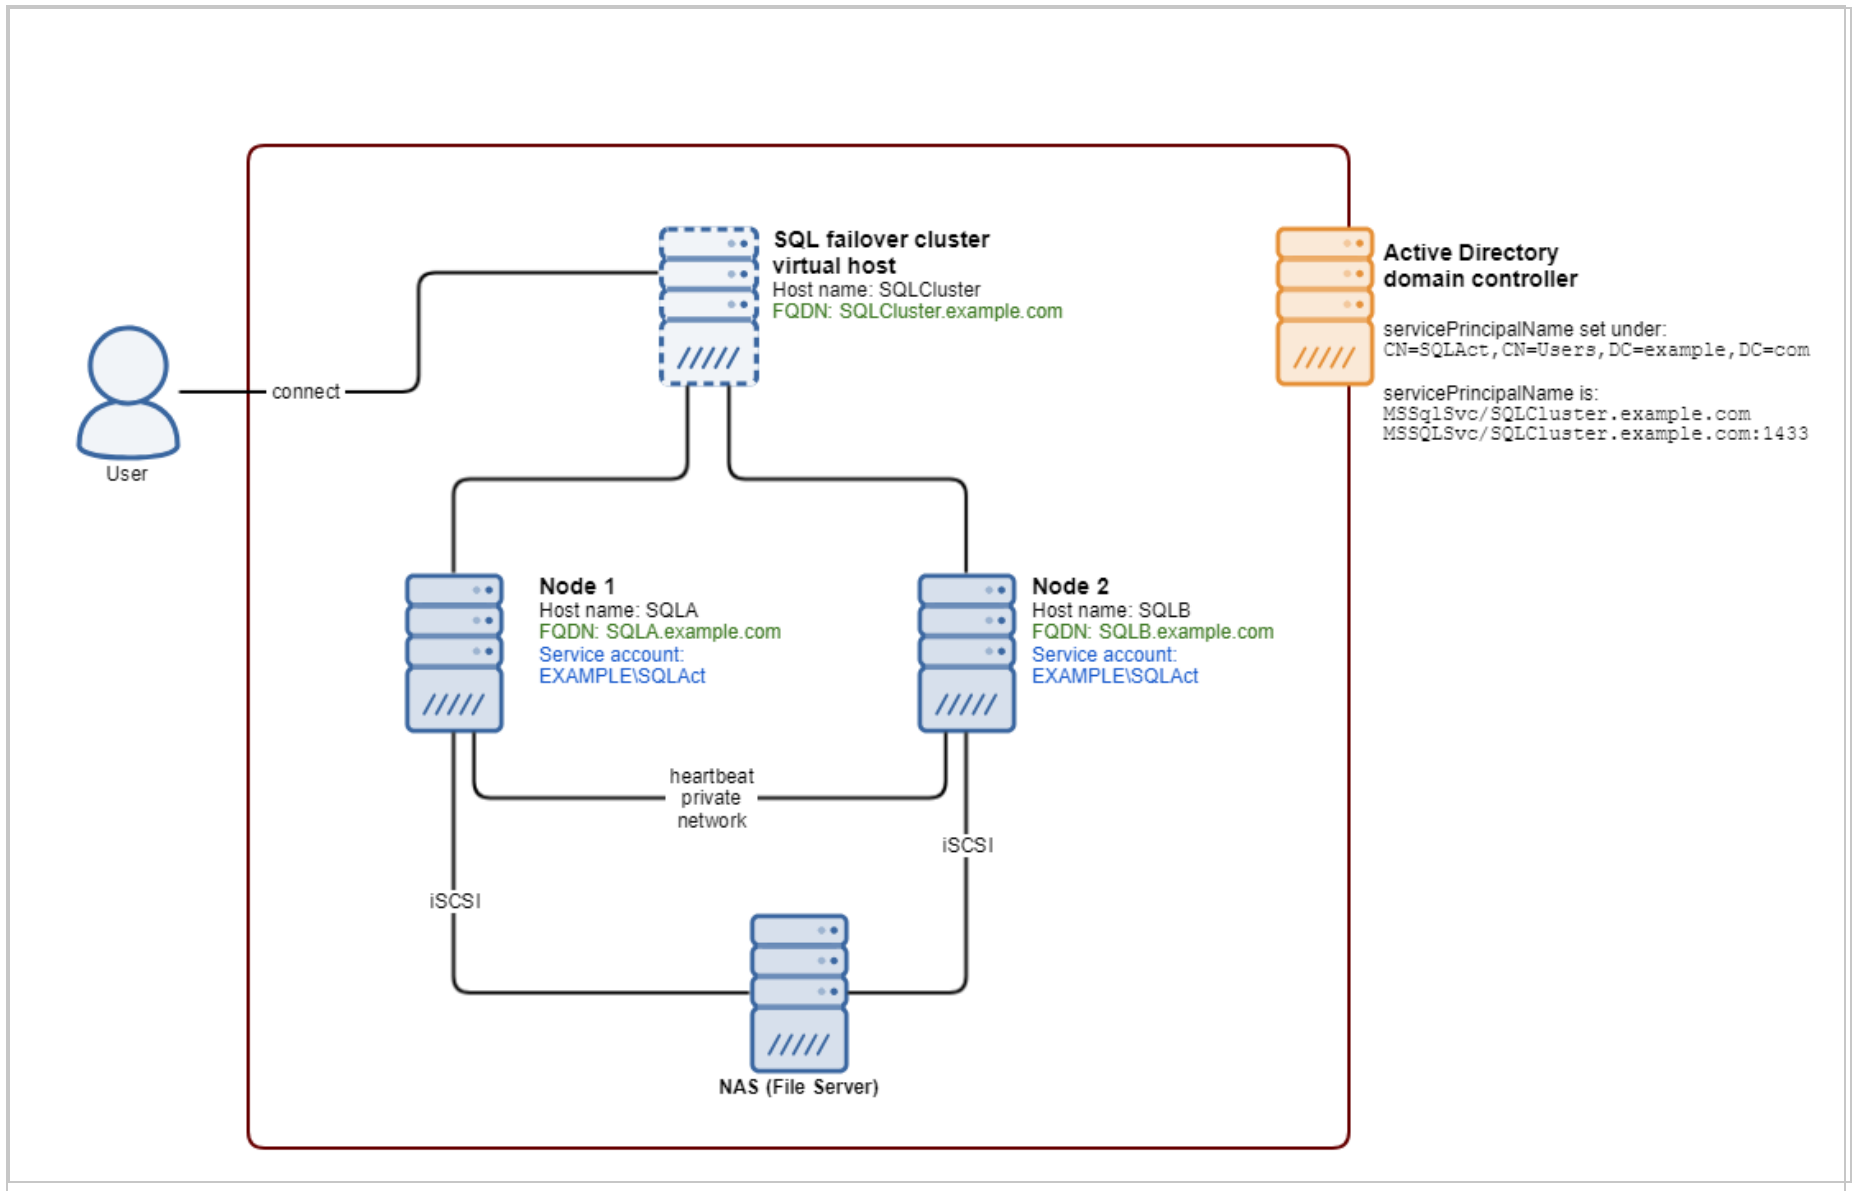 SQL failover cluster
virtual host
Host name: SQLCluster
FQDN: SQLCluster.example.com
Active Directory
domain controller
servicePrincipalName set under:
CN=SQLAct,CN=Users,DC=example,DC=com
servicePrincipalName is:
MSSqlSvc/SQLCluster.example.com
MSSQLSvc/SQLCluster.example.com:1433
connect
User
Node 1
Host name: SQLA
FQDN: SQLA.example.com
Service account:
EXAMPLE\SQLAct
Node 2
Host name: SQLB
FQDN: SQLB.example.com
Service account:
EXAMPLE\SQLAct
heartbeat
private
network
iSCSI
iSCSI
NAS (File Server)